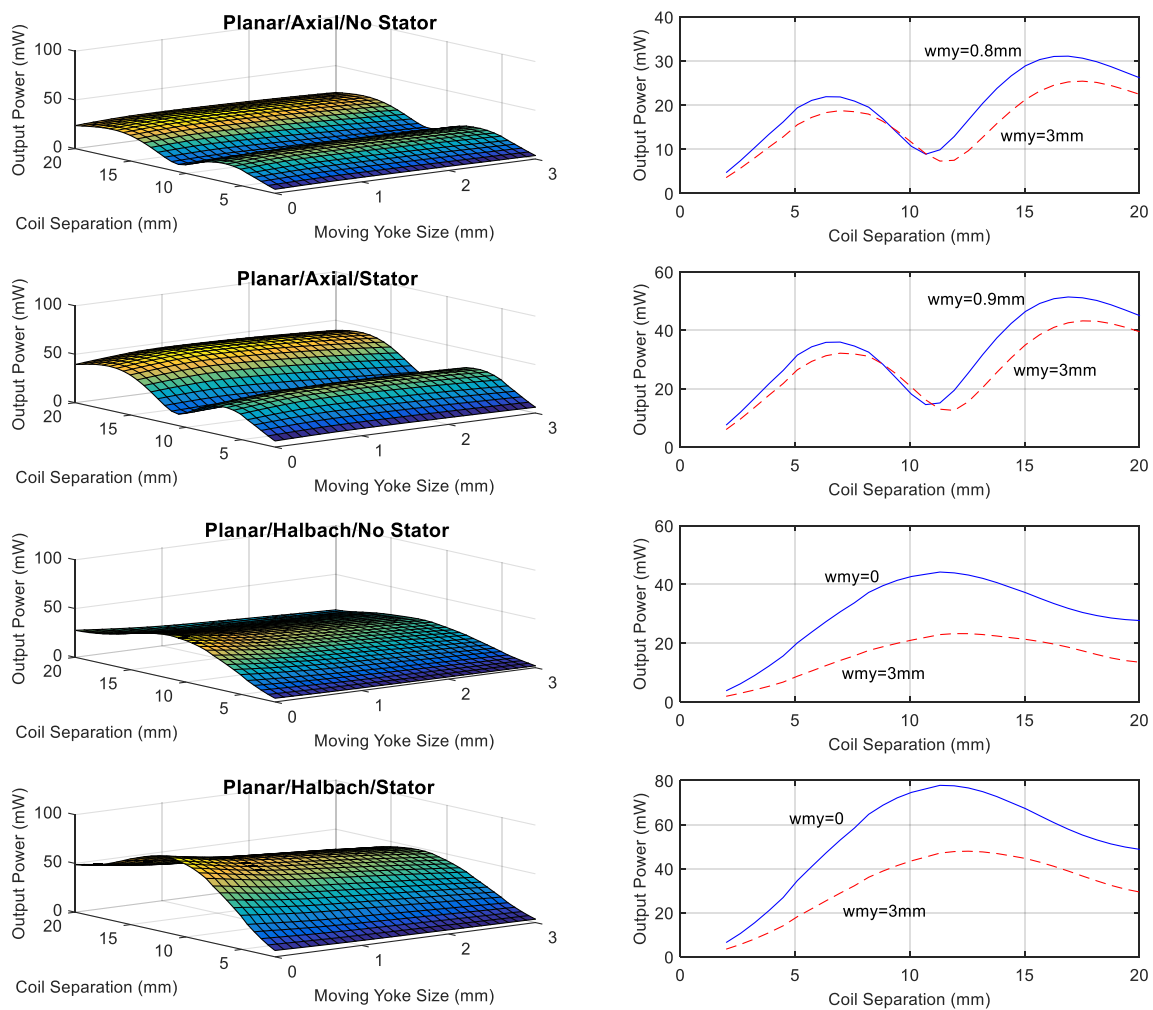 Planar/Axial/No Stator
Output Power (mW)
100
50
0
20
15
10
5
0
1
2
3
Coil Separation (mm)
Moving Yoke Size (mm)
Output Power (mW)
40
30
20
10
0
wmy=0.8mm
wmy=3mm
0 5 10 15 20
Coil Separation (mm)
Planar/Axial/Stator
Output Power (mW)
100
50
0
20
15
10
5
0
1
2
3
Coil Separation (mm)
Moving Yoke Size (mm)
Output Power (mW)
60
40
20
0
wmy=0.9mm
wmy=3mm
0 5 10 15 20
Coil Separation (mm)
Planar/Halbach/No Stator
Output Power (mW)
100
50
0
20
15
10
5
0
1
2
3
Coil Separation (mm)
Moving Yoke Size (mm)
Output Power (mW)
60
40
20
0
wmy=0
wmy=3mm
0 5 10 15 20
Coil Separation (mm)
Planar/Halbach/Stator
Output Power (mW)
100
50
0
20
15
10
5
0
1
2
3
Coil Separation (mm)
Moving Yoke Size (mm)
Output Power (mW)
80
60
40
20
0
wmy=0
wmy=3mm
0 5 10 15 20
Coil Separation (mm)